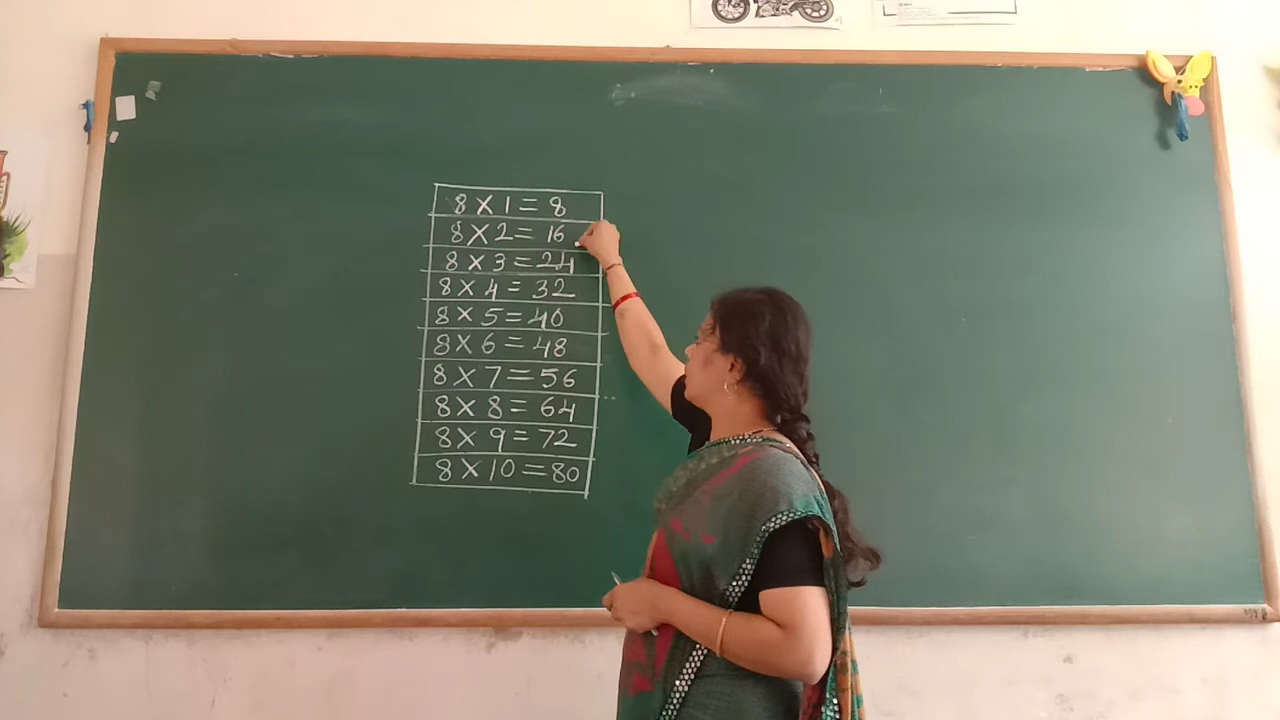 8 X 1 = 8
8 X 2 = 16
8 X 3 = 24
8 X 4 = 32
8 X 5 = 40
8 X 6 = 48
8 X 7 = 56
8 X 8 = 64
8 X 9 = 72
8 X 10 = 80